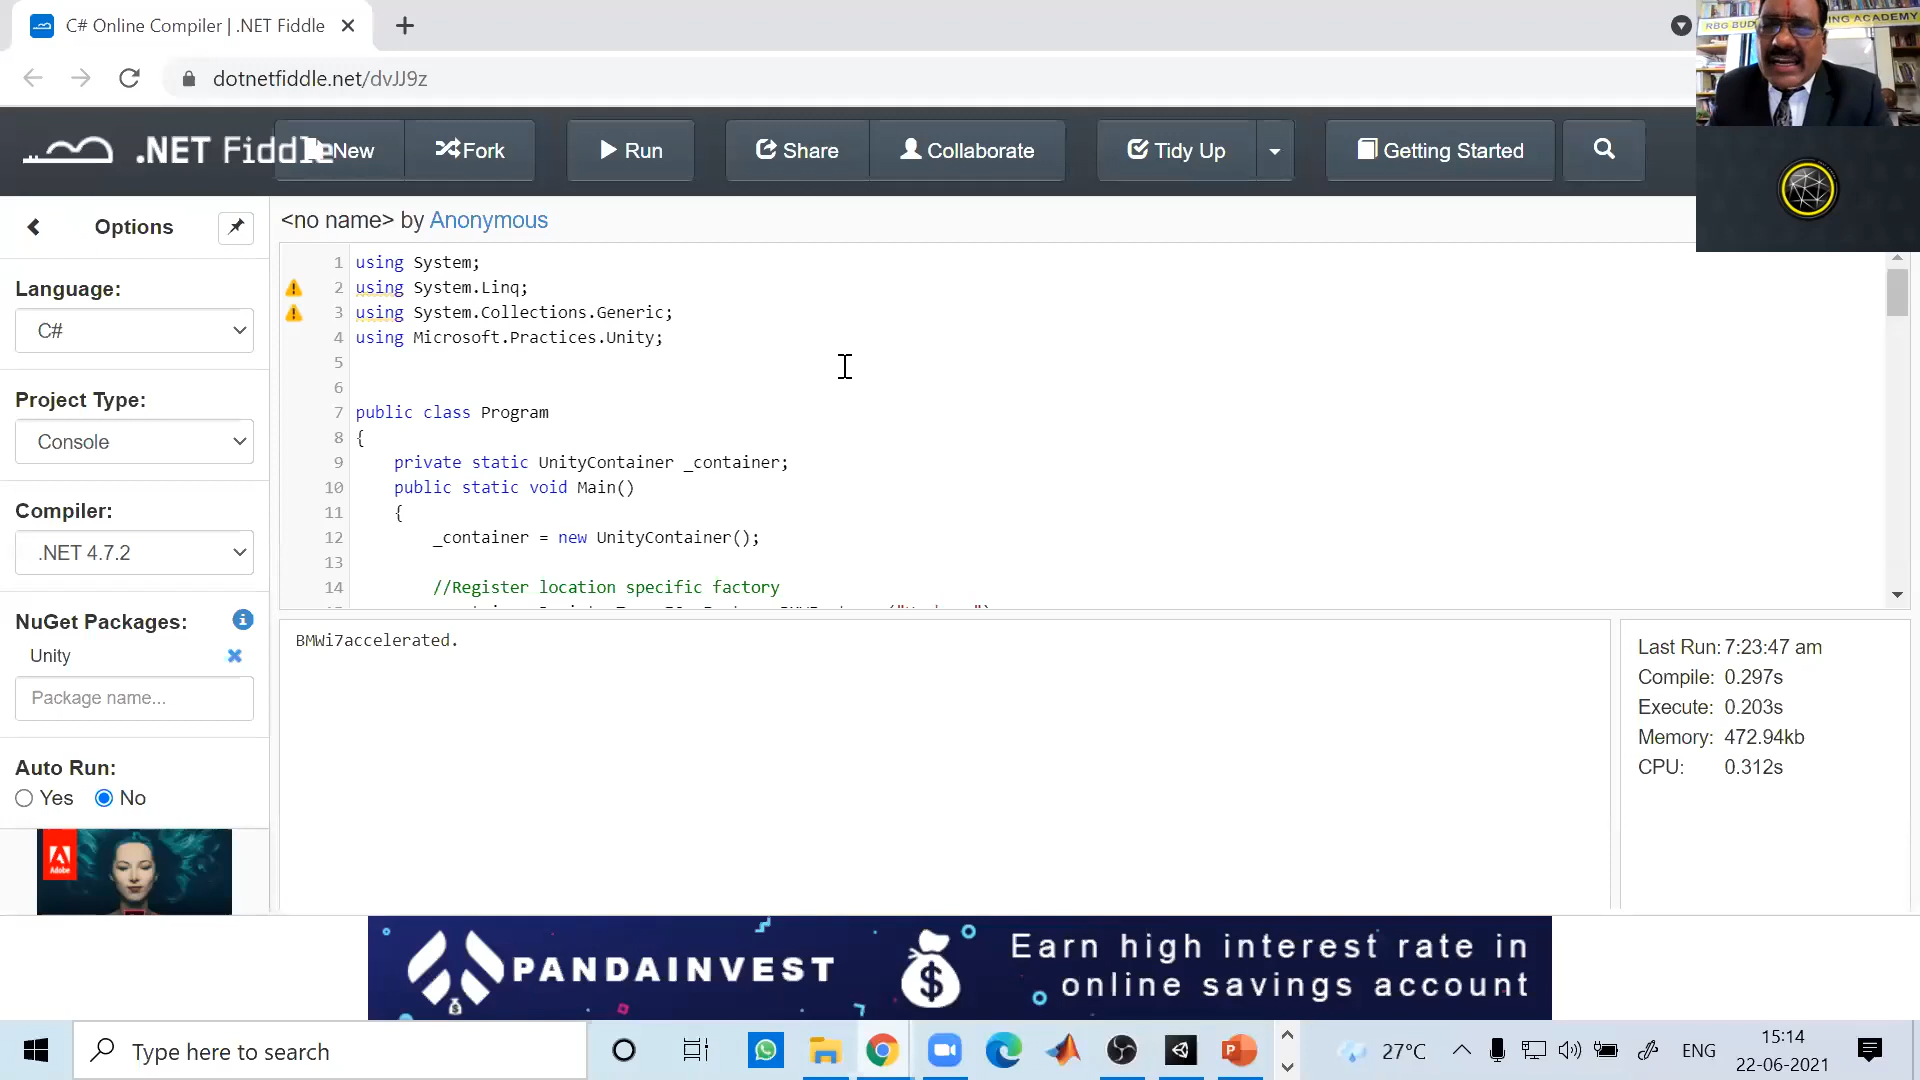 C# Online Compiler | .NET Fiddle
dotnetfiddle.net/dvJJ9z
.NET Fiddle
New
Fork
Run
Share
Collaborate
Tidy Up
Getting Started
RBG BUD
ING ACADEMY
Options
<no name> by Anonymous
Language:
C#
Project Type:
Console
Compiler:
.NET 4.7.2
NuGet Packages:
Unity
Package name...
Auto Run:
Yes
No
1 using System;
2 using System.Linq;
3 using System.Collections.Generic;
4 using Microsoft.Practices.Unity;
5
6
7 public class Program
8 {
9 private static UnityContainer _container;
10 public static void Main()
11 {
12 _container = new UnityContainer();
13
14 //Register location specific factory
BMWi7accelerated.
Last Run: 7:23:47 am
Compile: 0.297s
Execute: 0.203s
Memory: 472.94kb
CPU: 0.312s
Adobe
PANDAINVEST
Earn high interest rate in
online savings account
Type here to search
27°C
ENG
15:14
22-06-2021